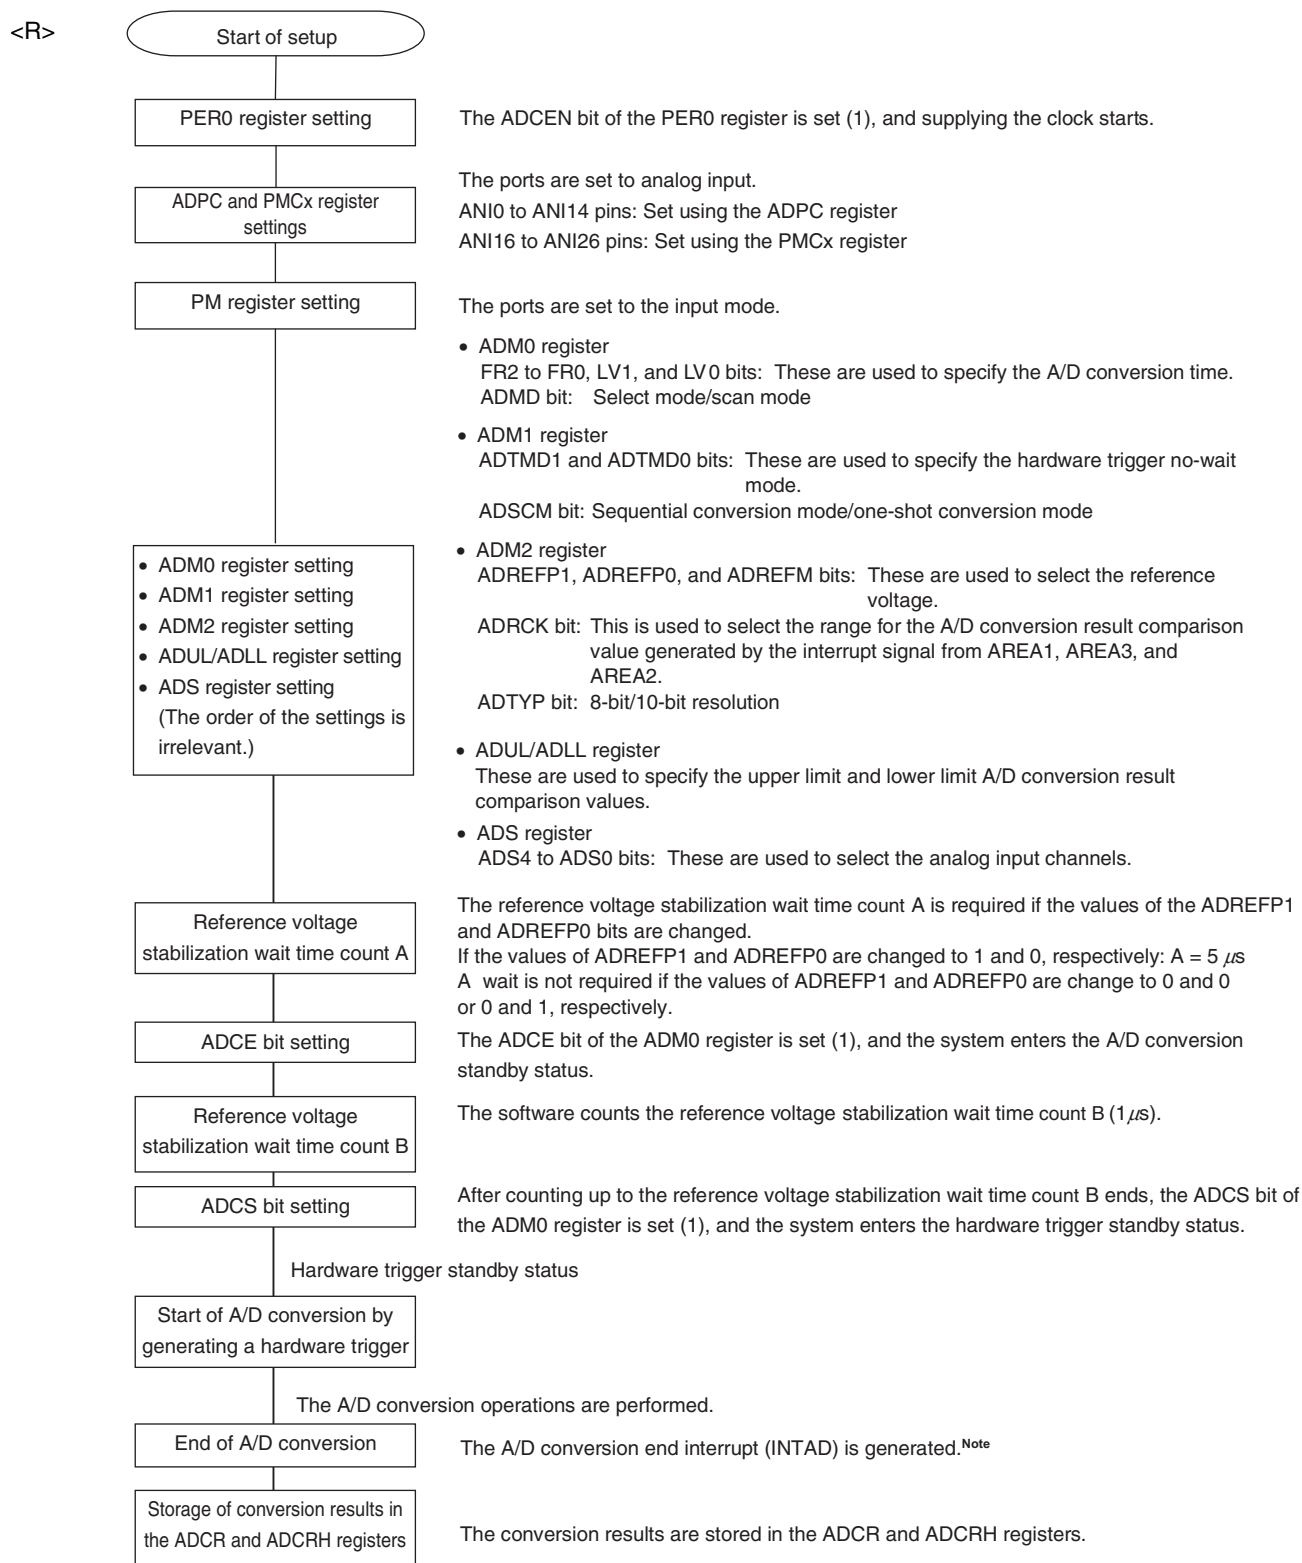 <R>
Start of setup
PER0 register setting
The ADCEN bit of the PER0 register is set (1), and supplying the clock starts.
ADPC and PMCx register
settings
The ports are set to analog input.
ANI0 to ANI14 pins: Set using the ADPC register
ANI16 to ANI26 pins: Set using the PMCx register
PM register setting
The ports are set to the input mode.
• ADM0 register setting
• ADM1 register setting
• ADM2 register setting
• ADUL/ADLL register setting
• ADS register setting
(The order of the settings is
irrelevant.)
• ADM0 register
FR2 to FR0, LV1, and LV0 bits: These are used to specify the A/D conversion time.
ADMD bit: Select mode/scan mode
• ADM1 register
ADTMD1 and ADTMD0 bits: These are used to specify the hardware trigger no-wait
mode.
ADSCM bit: Sequential conversion mode/one-shot conversion mode
• ADM2 register
ADREFP1, ADREFP0, and ADREFM bits: These are used to select the reference
voltage.
ADRCK bit: This is used to select the range for the A/D conversion result comparison
value generated by the interrupt signal from AREA1, AREA3, and
AREA2.
ADTYP bit: 8-bit/10-bit resolution
• ADUL/ADLL register
These are used to specify the upper limit and lower limit A/D conversion result
comparison values.
• ADS register
ADS4 to ADS0 bits: These are used to select the analog input channels.
Reference voltage
stabilization wait time count A
The reference voltage stabilization wait time count A is required if the values of the ADREFP1
and ADREFP0 bits are changed.
If the values of ADREFP1 and ADREFP0 are changed to 1 and 0, respectively: A = 5 μs
A wait is not required if the values of ADREFP1 and ADREFP0 are change to 0 and 0
or 0 and 1, respectively.
ADCE bit setting
The ADCE bit of the ADM0 register is set (1), and the system enters the A/D conversion
standby status.
Reference voltage
stabilization wait time count B
The software counts the reference voltage stabilization wait time count B (1 μs).
ADCS bit setting
After counting up to the reference voltage stabilization wait time count B ends, the ADCS bit of
the ADM0 register is set (1), and the system enters the hardware trigger standby status.
Hardware trigger standby status
Start of A/D conversion by
generating a hardware trigger
The A/D conversion operations are performed.
End of A/D conversion
The A/D conversion end interrupt (INTAD) is generated.Note
Storage of conversion results in
the ADCR and ADCRH registers
The conversion results are stored in the ADCR and ADCRH registers.